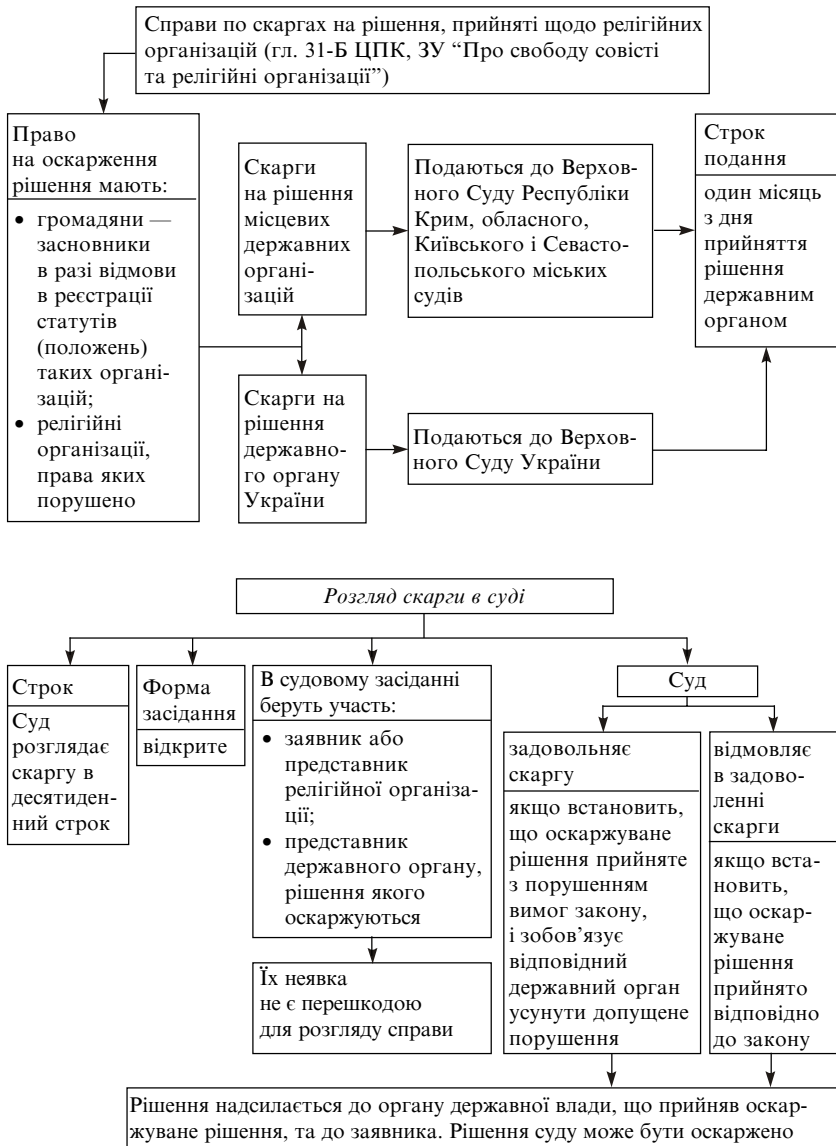 Справи по скаргах на рішення, прийняті щодо релігійних
організацій (гл. 31-Б ЦПК, ЗУ “Про свободу совісті
та релігійні організації”)
Право
на оскарження
рішення мають:
• громадяни —
засновники
в разі відмови
в реєстрації
статутів
(положень)
таких органі-
зацій;
• релігійні
організації,
права яких
порушено
Скарги
на рішення
місцевих
державних
органі-
зацій
Подаються до Верхов-
ного Суду Республіки
Крим, обласного,
Київського і Севасто-
польського міських
судів
Строк
подання
один місяць
з дня
прийняття
рішення
державним
органом
Скарги на
рішення
державно-
го органу
України
Подаються до Верхов-
ного Суду України
Розгляд скарги в суді
Строк
Суд
розглядає
скаргу в
десятиден-
ний строк
Форма
засідання
відкрите
В судовому засіданні
беруть участь:
• заявник або
представник
релігійної організа-
ції;
• представник
державного органу,
рішення якого
оскаржуються
Їх неявка
не є перешкодою
для розгляду справи
Суд
задовольняє
скаргу
якщо встановить,
що оскаржуване
рішення прийняте
з порушенням
вимог закону,
і зобов’язує
відповідний
державний орган
усунути допущене
порушення
відмовляє
в задово-
ленні
скарги
якщо вста-
новить,
що оскар-
жуване
рішення
прийнято
відповідно
до закону
Рішення надсилається до органу державної влади, що прийняв оскар-
жуване рішення, та до заявника. Рішення суду може бути оскаржено